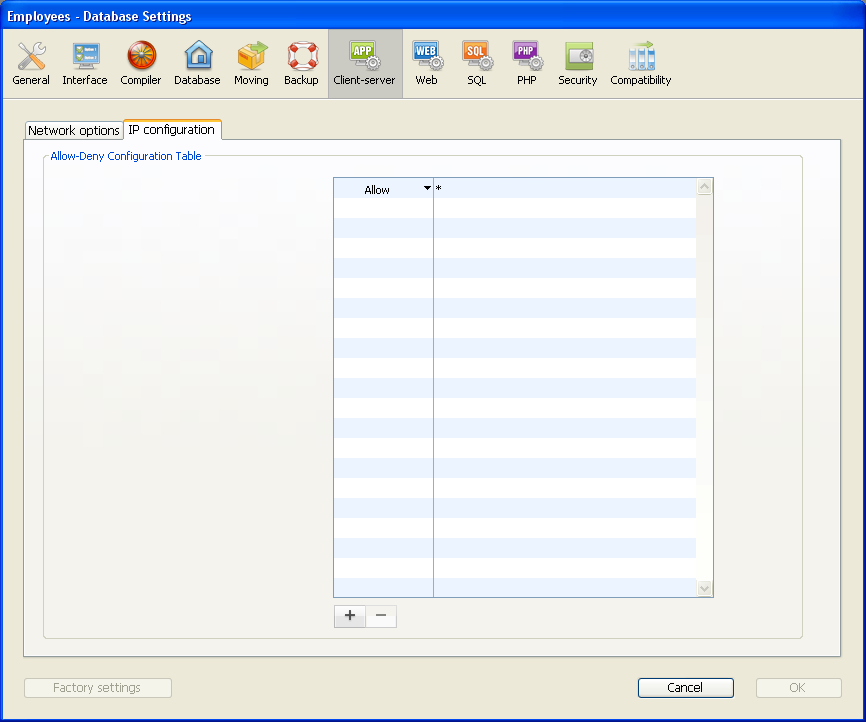 Employees - Database Settings
APP WEB SQL PHP
General Interface Compiler Database Moving Backup Client-server Web SQL PHP Security Compatibility
Network options IP configuration
Allow-Deny Configuration Table
Allow *
+ −
Factory settings Cancel OK